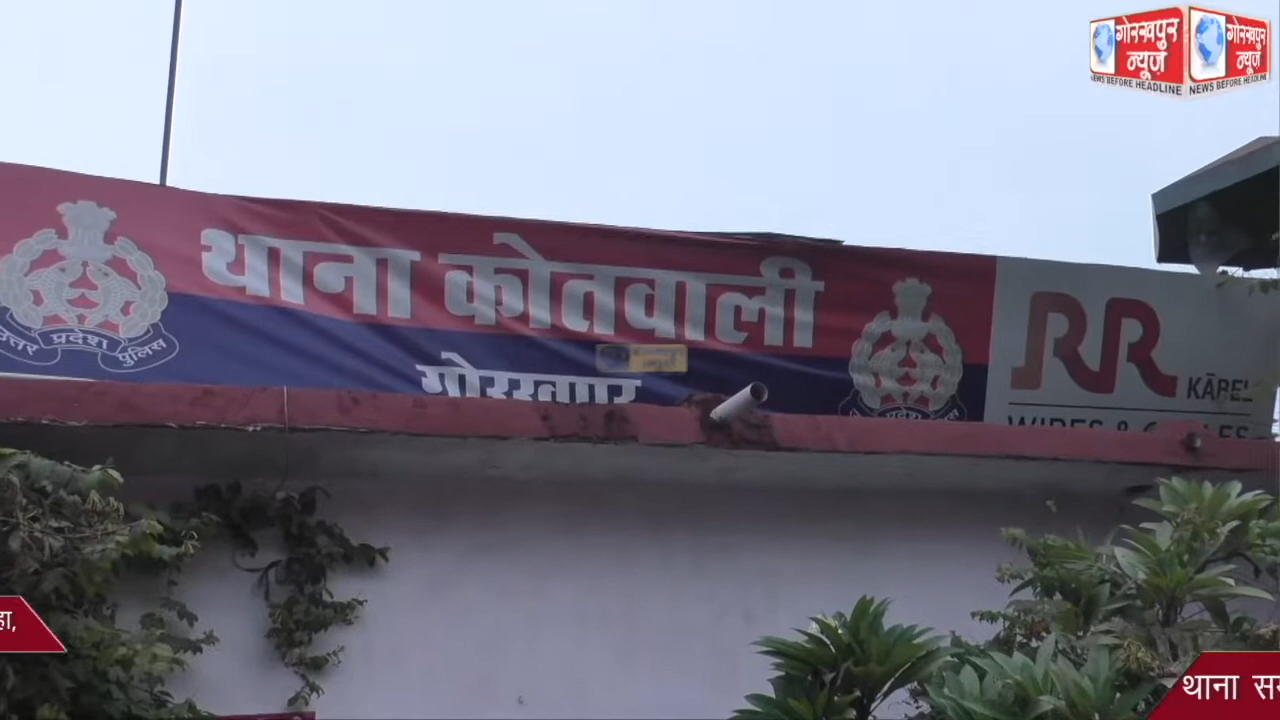 गोरखपुर
न्यूज़
NEWS BEFORE HEADLINE
गोरखपुर
न्यूज़
NEWS BEFORE HEADLINE
थाना कोतवाली
गोरखपुर
उत्तर प्रदेश पुलिस
RR
KABEL
WIRES & CABLES
थाना